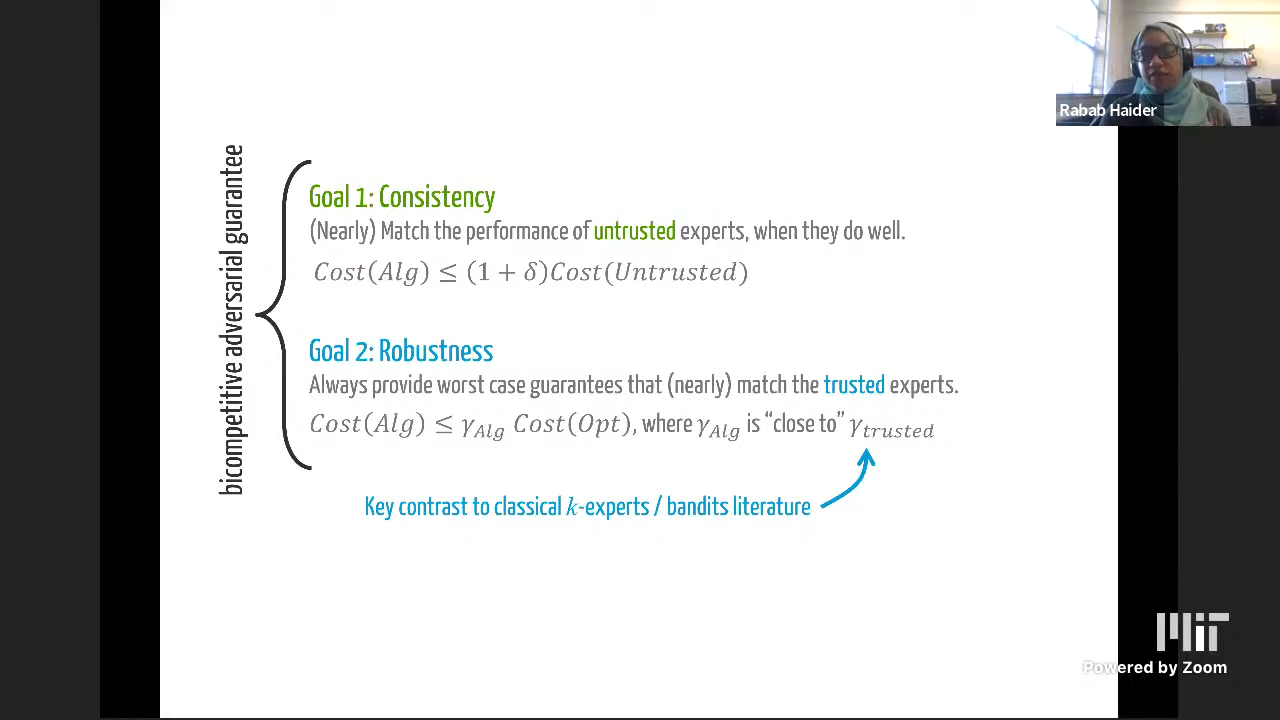 Rabab Haider
bicompetitive adversarial guarantee
Goal 1: Consistency
(Nearly) Match the performance of untrusted experts, when they do well.
Cost(Alg) ≤ (1 + δ)Cost(Untrusted)
Goal 2: Robustness
Always provide worst case guarantees that (nearly) match the trusted experts.
Cost(Alg) ≤ γ_Alg Cost(Opt), where γ_Alg is “close to” γ_trusted
Key contrast to classical k-experts / bandits literature
MIT
Powered by Zoom